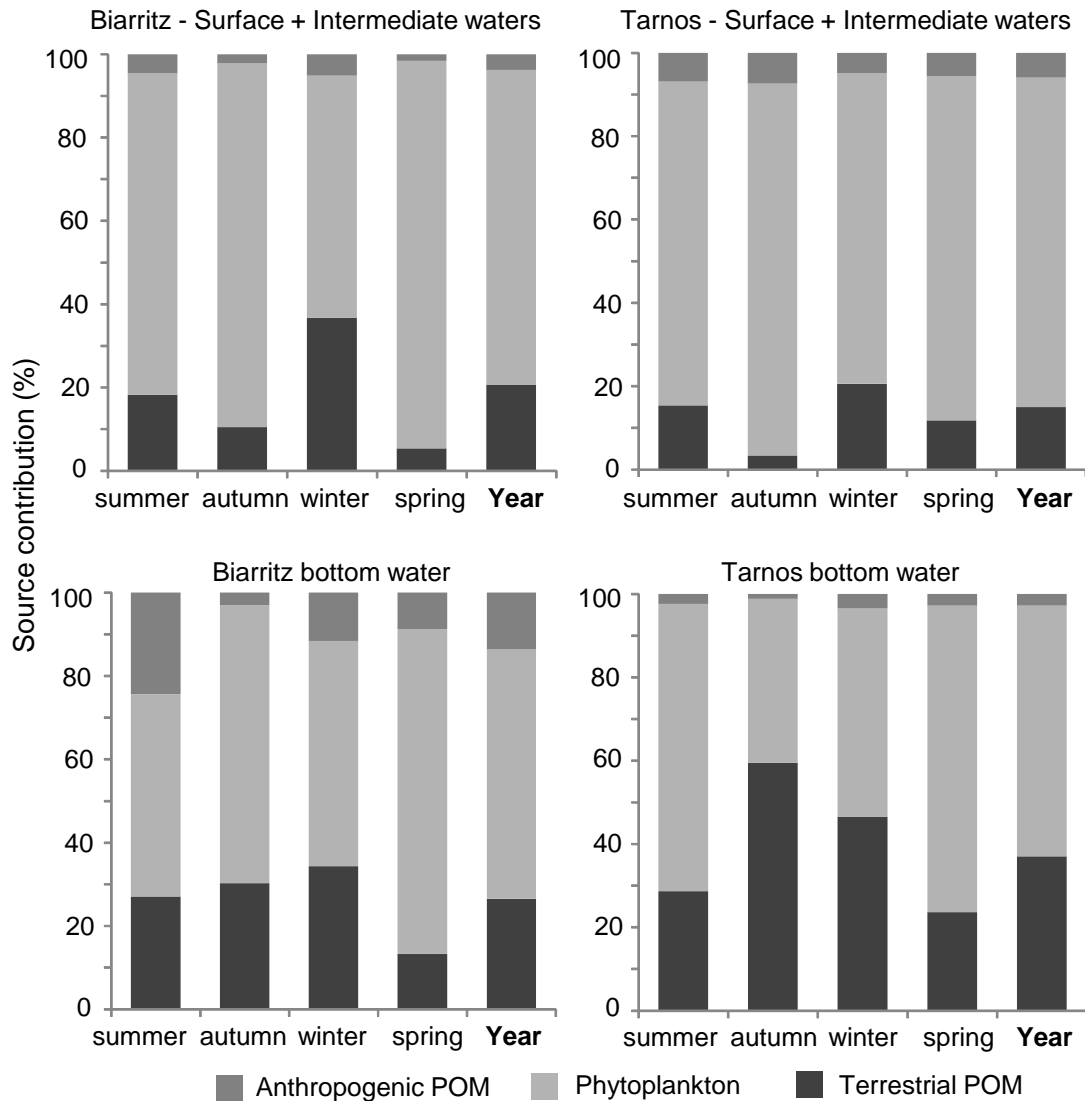 Biarritz - Surface + Intermediate waters
Tarnos - Surface + Intermediate waters
Source contribution (%)
100
80
60
40
20
0
summer autumn winter spring Year
100
80
60
40
20
0
summer autumn winter spring Year
Biarritz bottom water
Tarnos bottom water
100
80
60
40
20
0
summer autumn winter spring Year
100
80
60
40
20
0
summer autumn winter spring Year
Anthropogenic POM Phytoplankton Terrestrial POM